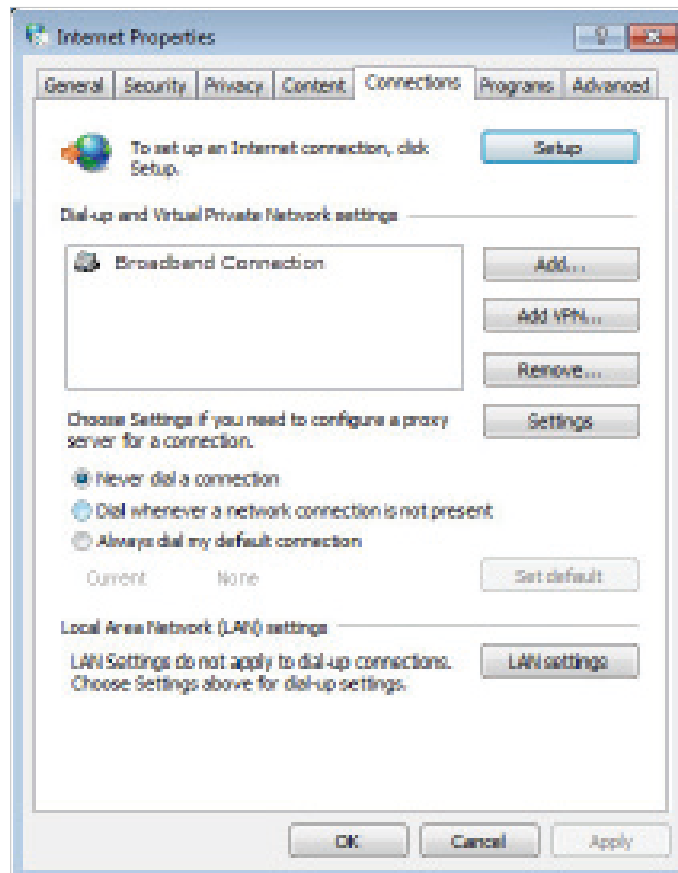 Internet Properties
General Security Privacy Content Connections Programs Advanced
To set up an Internet connection, click
Setup.
Setup
Dial-up and Virtual Private Network settings
Broadband Connection
Add...
Add VPN...
Remove...
Choose Settings if you need to configure a proxy
server for a connection.
Settings
Never dial a connection
Dial whenever a network connection is not present
Always dial my default connection
Current None
Set default
Local Area Network (LAN) settings
LAN Settings do not apply to dial-up connections.
Choose Settings above for dial-up settings.
LAN settings
OK Cancel Apply